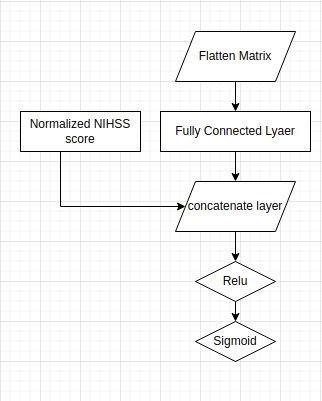 Flatten Matrix
Normalized NIHSS
score
Fully Connected Lyaer
concatenate layer
Relu
Sigmoid